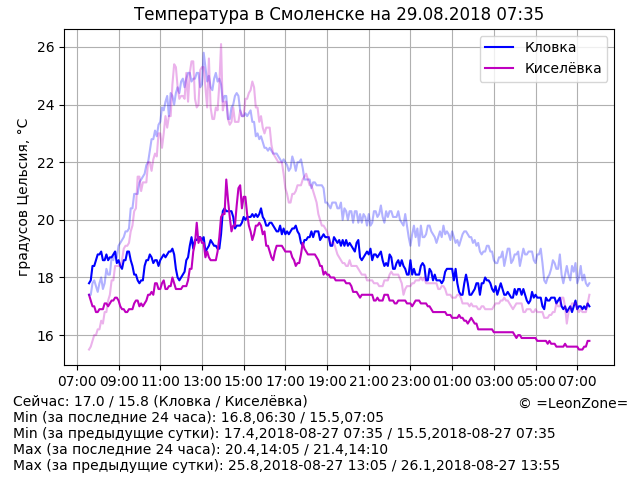 Температура в Смоленске на 29.08.2018 07:35
Кловка
Киселёвка
градусов Цельсия, °C
26
24
22
20
18
16
07:00 09:00 11:00 13:00 15:00 17:00 19:00 21:00 23:00 01:00 03:00 05:00 07:00
Сейчас: 17.0 / 15.8 (Кловка / Киселёвка)
© =LeonZone=
Min (за последние 24 часа): 16.8,06:30 / 15.5,07:05
Min (за предыдущие сутки): 17.4,2018-08-27 07:35 / 15.5,2018-08-27 07:35
Max (за последние 24 часа): 20.4,14:05 / 21.4,14:10
Max (за предыдущие сутки): 25.8,2018-08-27 13:05 / 26.1,2018-08-27 13:55